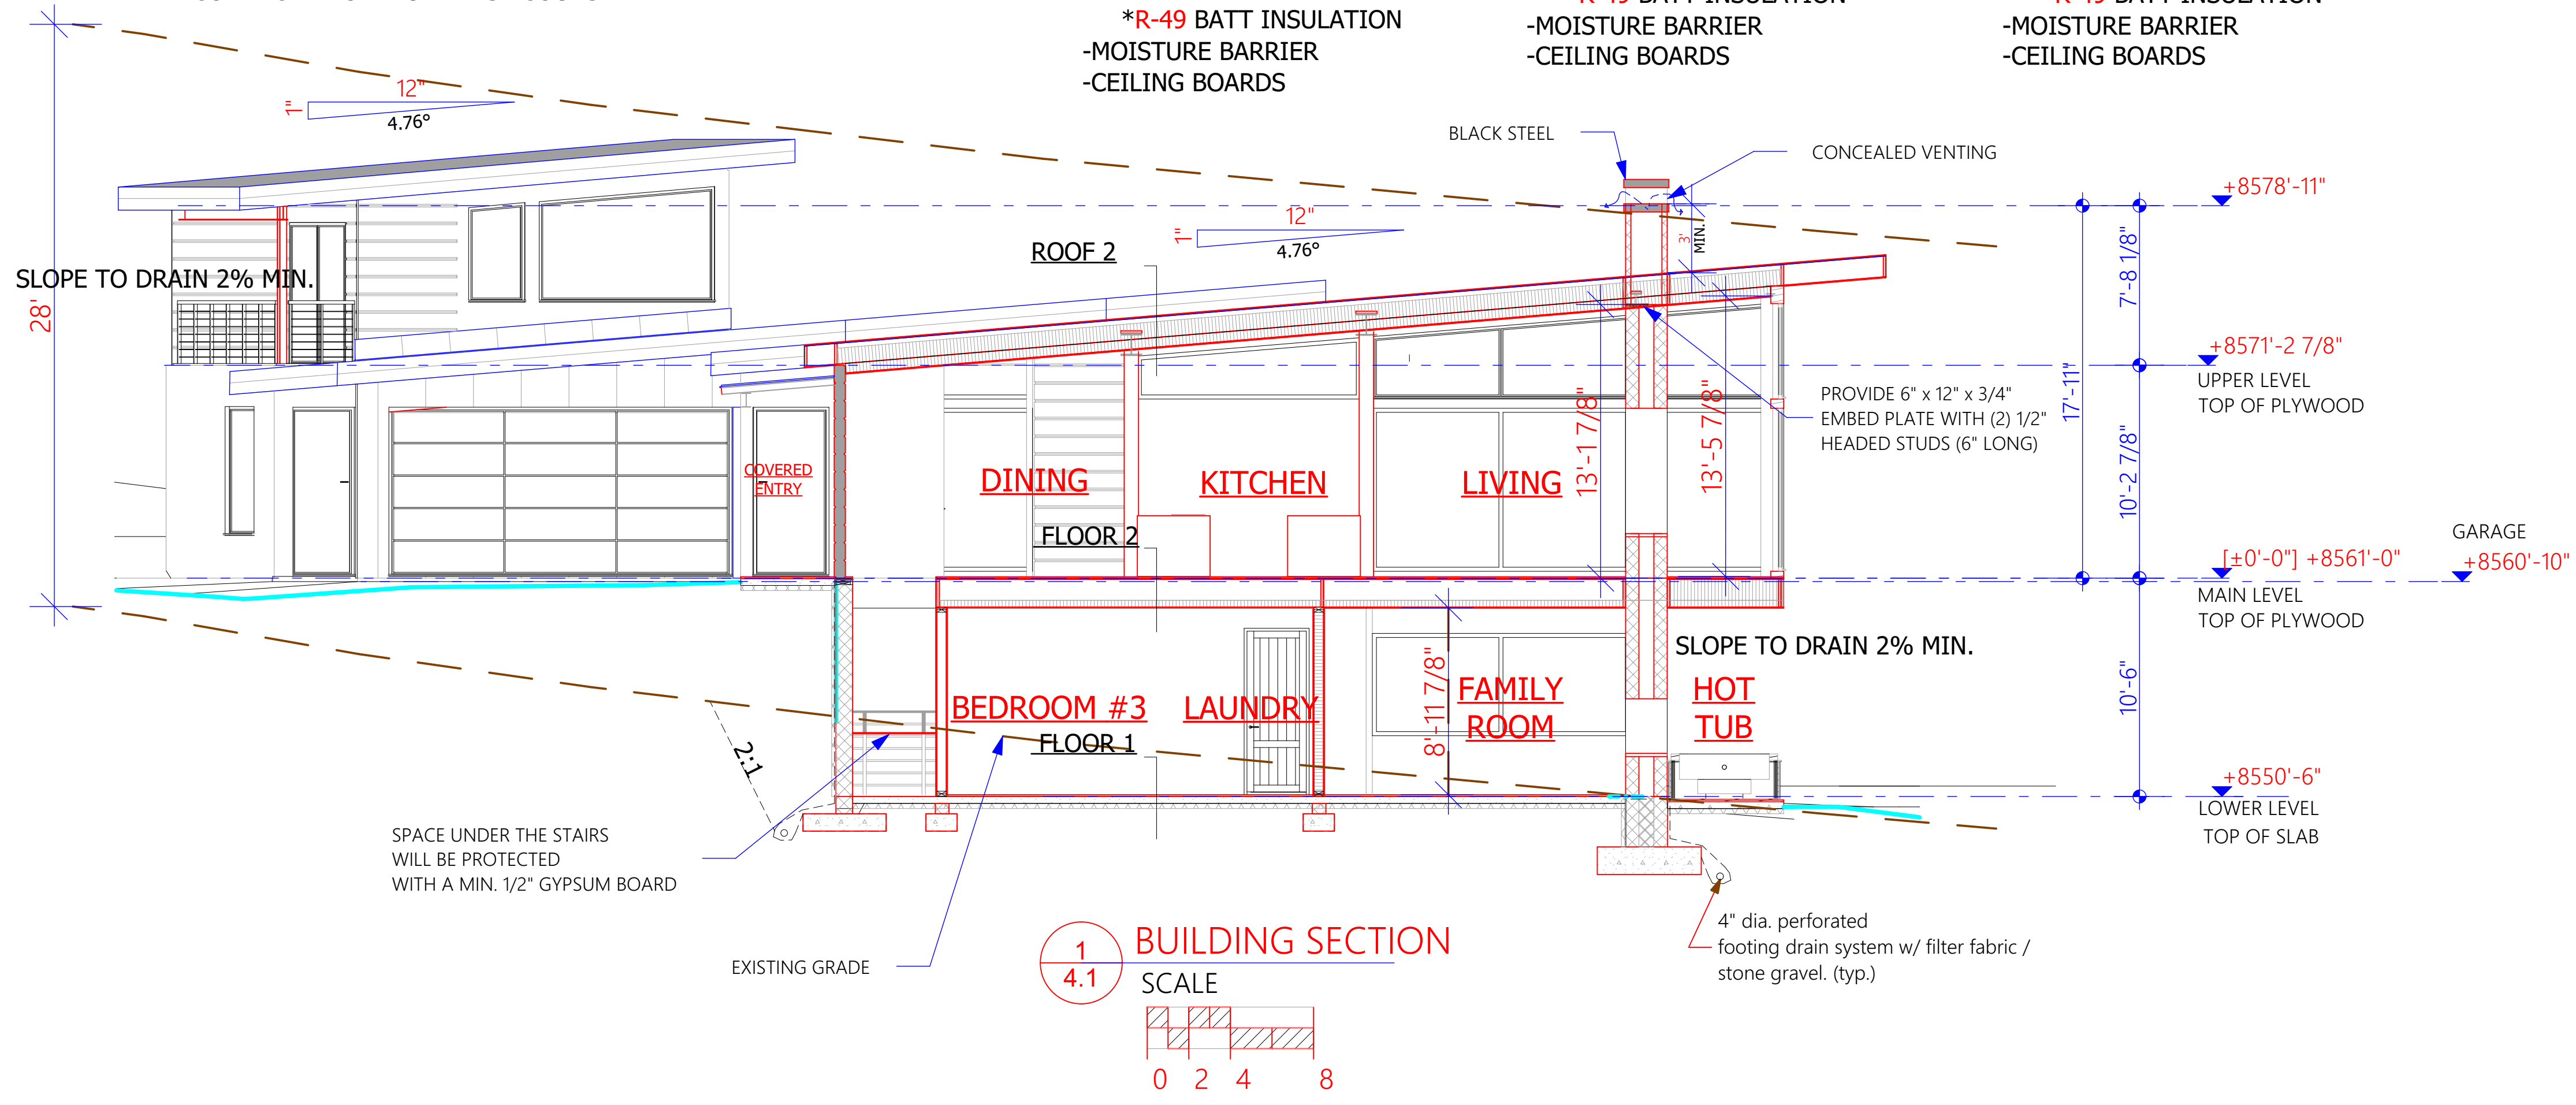 *R-49 BATT INSULATION
-MOISTURE BARRIER
-CEILING BOARDS
R-49 BATT INSULATION
-MOISTURE BARRIER
-CEILING BOARDS
R-49 BATT INSULATION
-MOISTURE BARRIER
-CEILING BOARDS
12"
1"
4.76°
BLACK STEEL
CONCEALED VENTING
+8578'-11"
12"
1"
4.76°
ROOF 2
3'
MIN.
SLOPE TO DRAIN 2% MIN.
28'
7'-8 1/8"
+8571'-2 7/8"
UPPER LEVEL
TOP OF PLYWOOD
17'-11"
PROVIDE 6" x 12" x 3/4"
EMBED PLATE WITH (2) 1/2"
HEADED STUDS (6" LONG)
13'-1 7/8"
13'-5 7/8"
10'-2 7/8"
COVERED
ENTRY
DINING
KITCHEN
LIVING
FLOOR 2
GARAGE
+8560'-10"
[±0'-0"] +8561'-0"
MAIN LEVEL
TOP OF PLYWOOD
SLOPE TO DRAIN 2% MIN.
BEDROOM #3
LAUNDRY
8'-11 7/8"
FAMILY
ROOM
HOT
TUB
10'-6"
FLOOR 1
2:1
+8550'-6"
LOWER LEVEL
TOP OF SLAB
SPACE UNDER THE STAIRS
WILL BE PROTECTED
WITH A MIN. 1/2" GYPSUM BOARD
EXISTING GRADE
4" dia. perforated
footing drain system w/ filter fabric /
stone gravel. (typ.)
1
4.1
BUILDING SECTION
SCALE
0 2 4 8